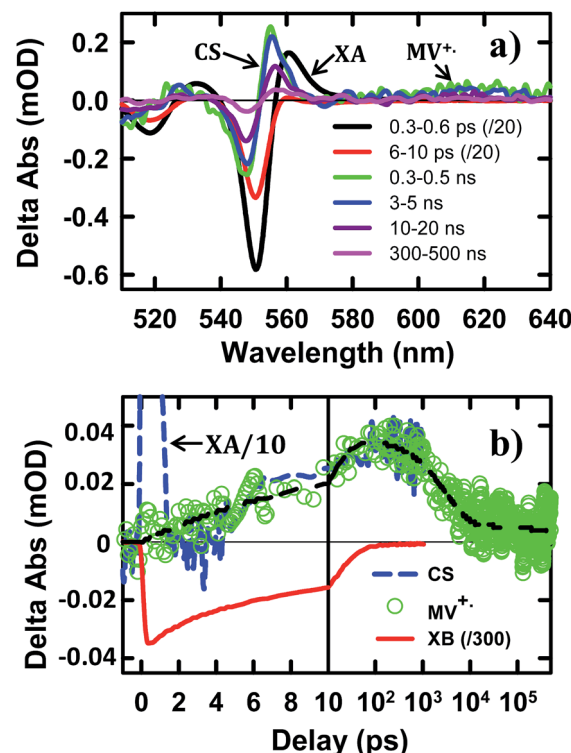 a)
CS
XA
MV+·
0.2
0.0
-0.2
-0.4
-0.6
Delta Abs (mOD)
0.3-0.6 ps (/20)
6-10 ps (/20)
0.3-0.5 ns
3-5 ns
10-20 ns
300-500 ns
520 540 560 580 600 620 640
Wavelength (nm)
b)
XA/10
0.04
0.02
0
-0.02
-0.04
Delta Abs (mOD)
CS
MV+·
XB (/300)
0 2 4 6 8 10 10² 10³ 10⁴ 10⁵
Delay (ps)